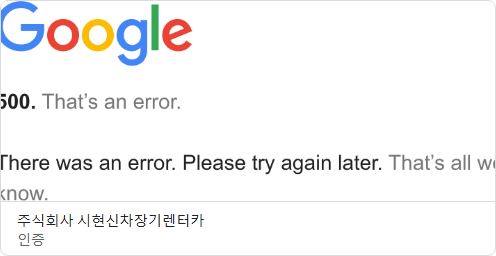 Google
500. That's an error.
There was an error. Please try again later. That's all we
know.
주식회사 시현신차장기렌터카
인증